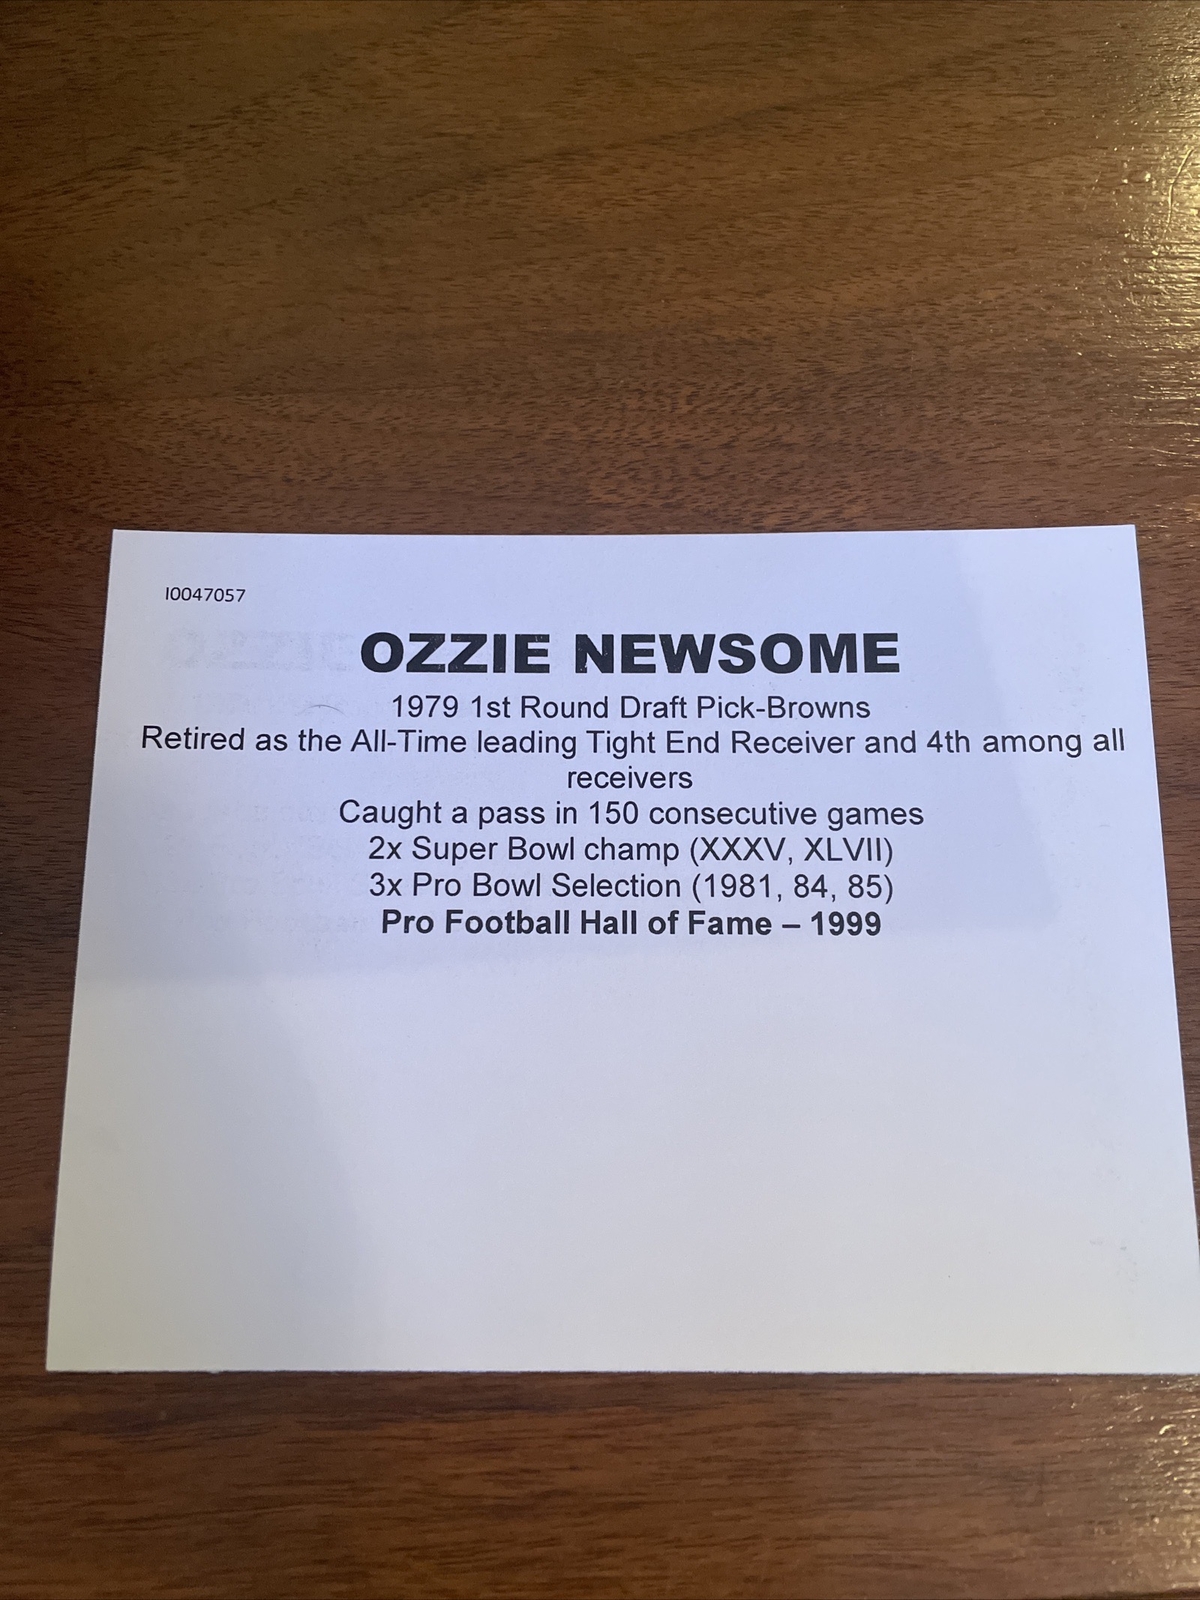 I0047057
OZZIE NEWSOME
1979 1st Round Draft Pick-Browns
Retired as the All-Time leading Tight End Receiver and 4th among all
receivers
Caught a pass in 150 consecutive games
2x Super Bowl champ (XXXV, XLVII)
3x Pro Bowl Selection (1981, 84, 85)
Pro Football Hall of Fame – 1999